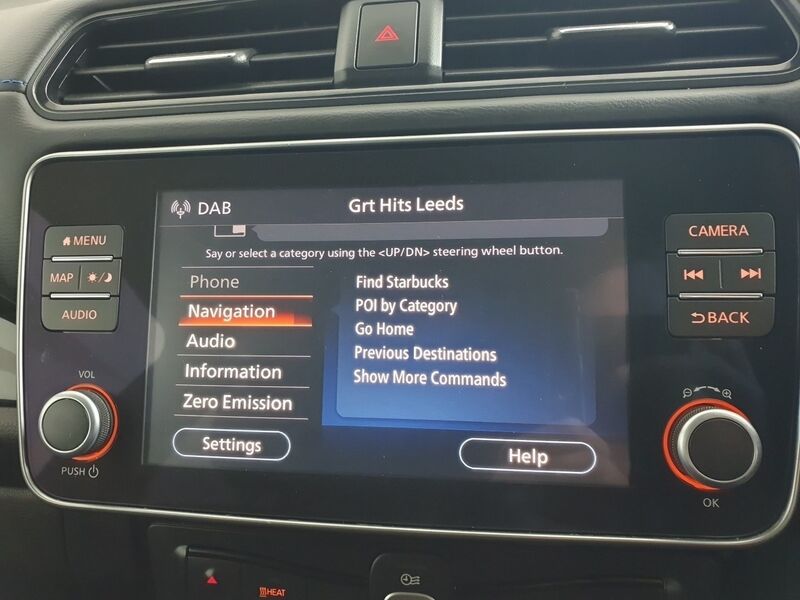 DAB
Grt Hits Leeds
MENU
MAP
AUDIO
VOL
PUSH
Say or select a category using the <UP/DN> steering wheel button.
Phone
Navigation
Audio
Information
Zero Emission
Settings
Find Starbucks
POI by Category
Go Home
Previous Destinations
Show More Commands
Help
CAMERA
BACK
OK
HEAT